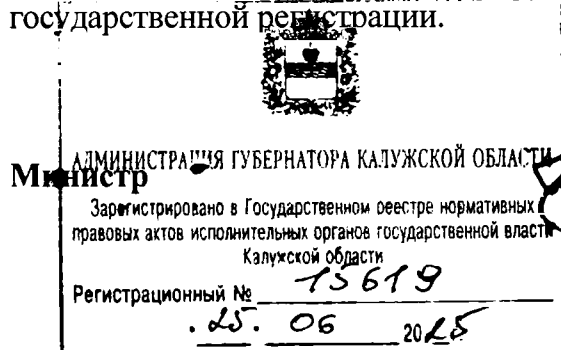 государственной регистрации.
АДМИНИСТРАЦИЯ ГУБЕРНАТОРА КАЛУЖСКОЙ ОБЛАСТИ
Министр
Зарегистрировано в Государственном реестре нормативных
правовых актов исполнительных органов государственной власти
Калужской области
Регистрационный № 15619
25. 06 2025